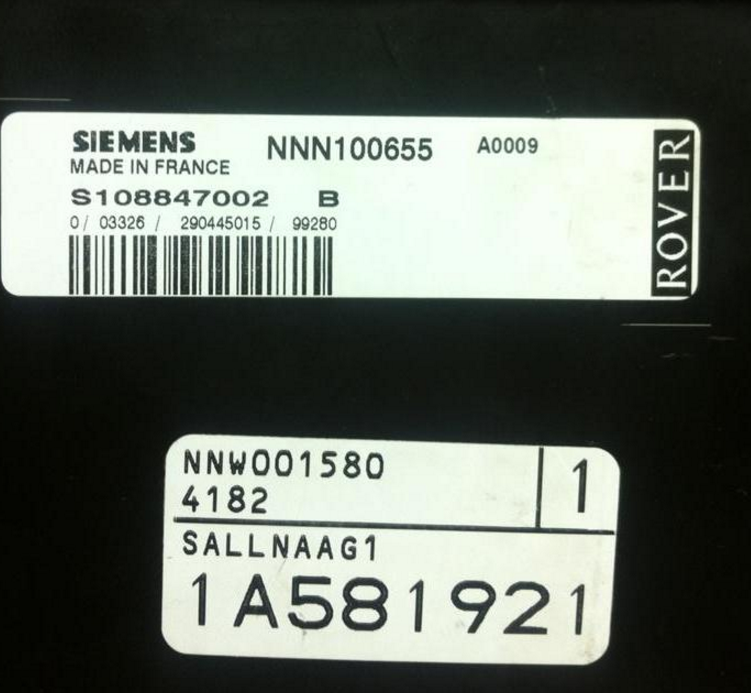 SIEMENS NNN100655 A0009
MADE IN FRANCE
S108847002 B
0/ 03326 / 290445015 / 99280
ROVER
NNW001580
4182
1
SALLNAAG1
1A581921